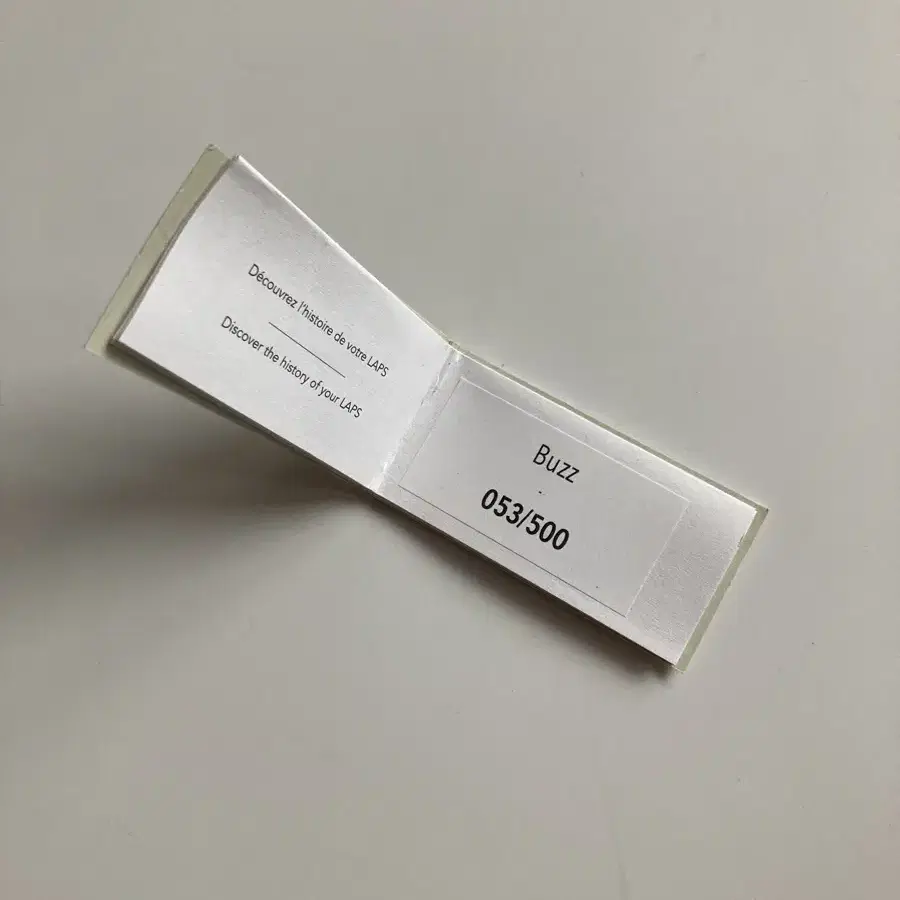 Découvrez l'histoire de votre LAPS
Discover the history of your LAPS
Buzz
053/500